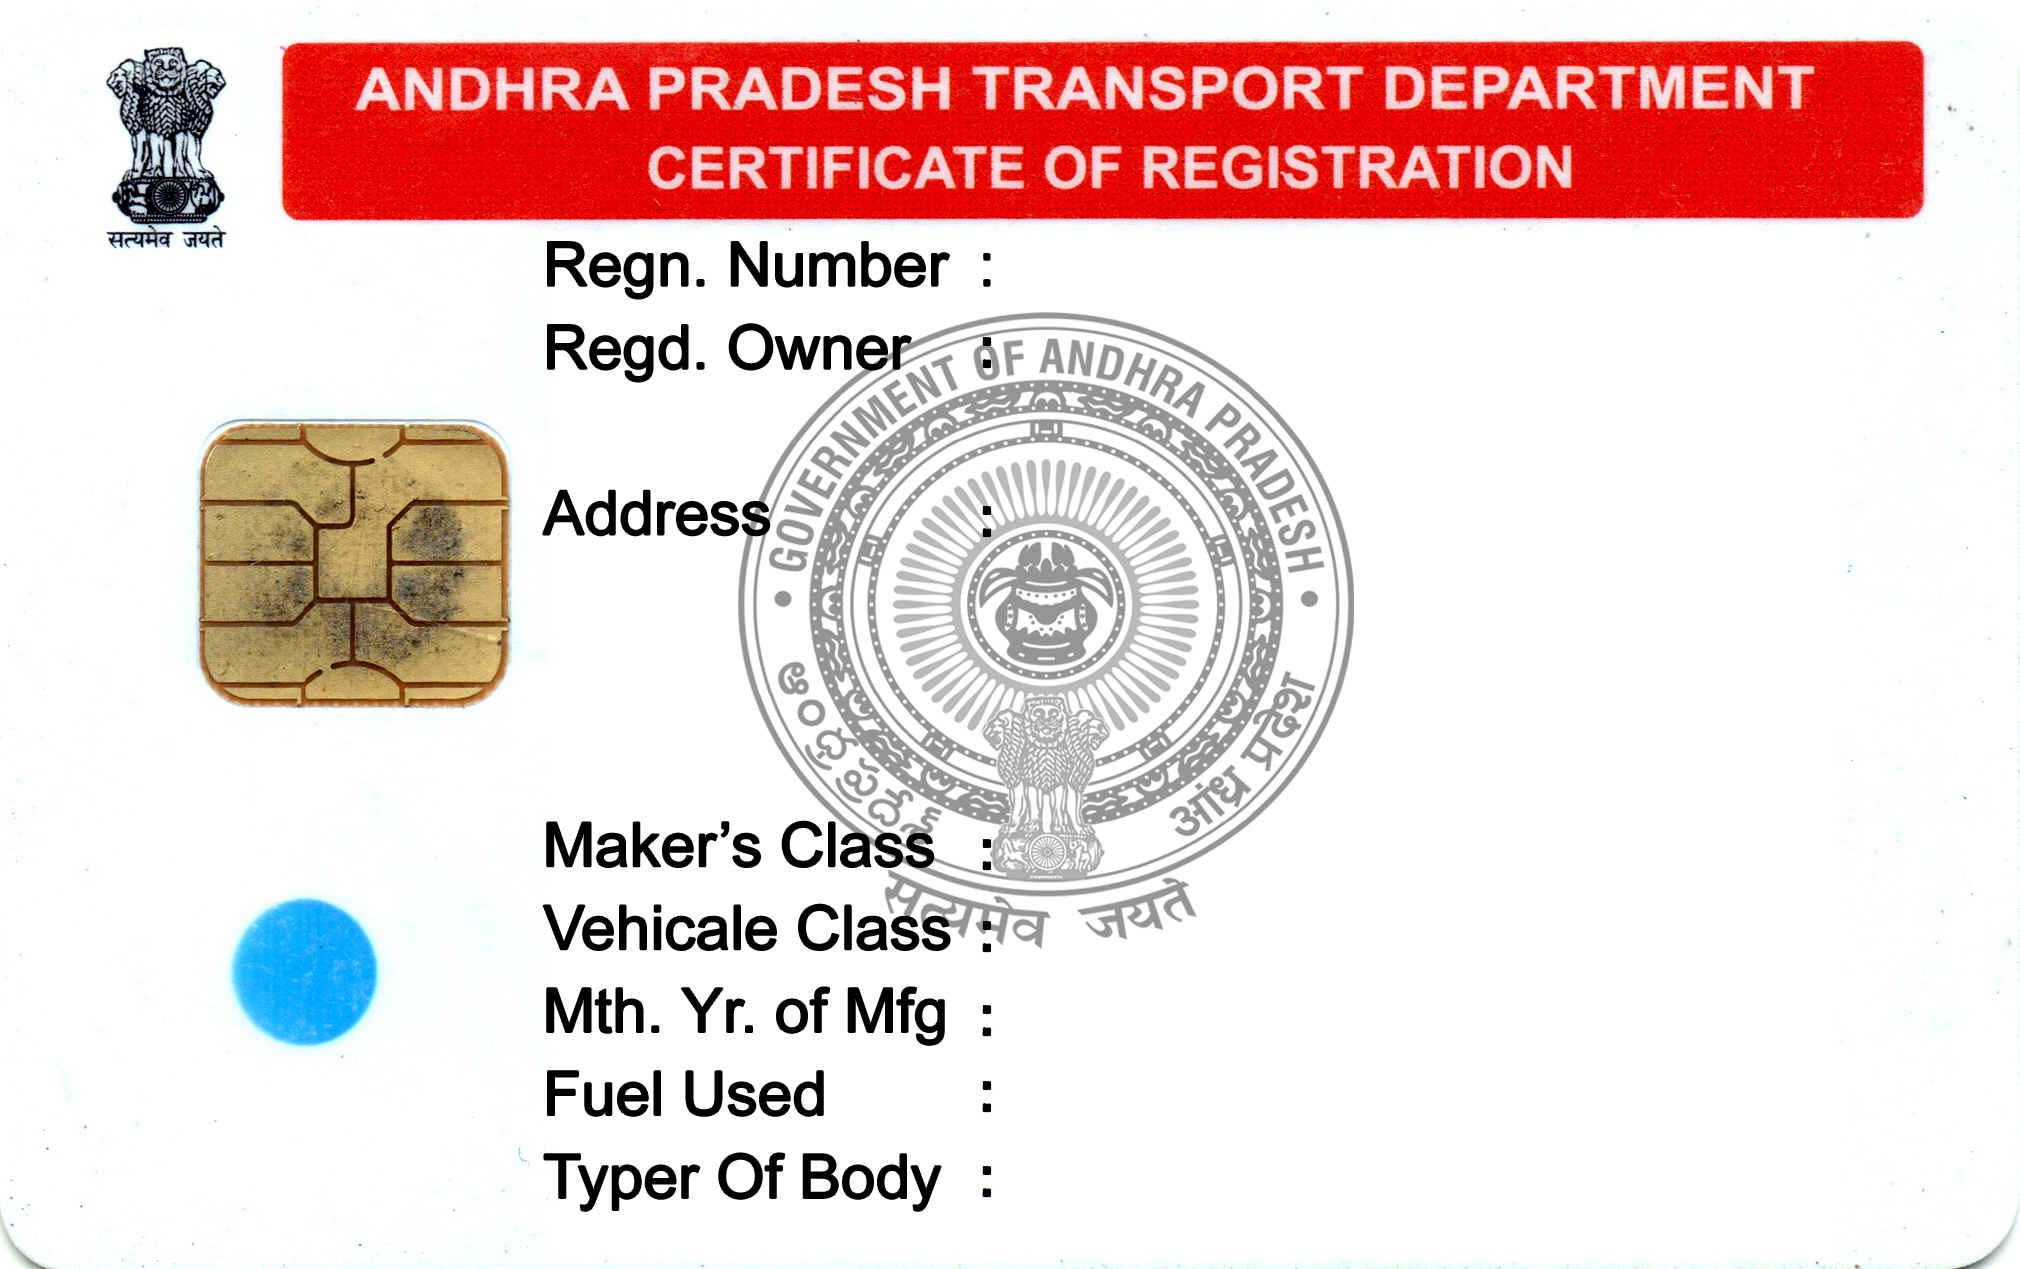 ANDHRA PRADESH TRANSPORT DEPARTMENT
CERTIFICATE OF REGISTRATION
सत्यमेव जयते
Regn. Number :
Regd. Owner :
GOVERNMENT OF ANDHRA PRADESH
Address :
ఆంధ్రప్రదేశ్
आंध्र प्रदेश
Maker’s Class :
सत्यमेव जयते
Vehicale Class :
Mth. Yr. of Mfg :
Fuel Used :
Typer Of Body :